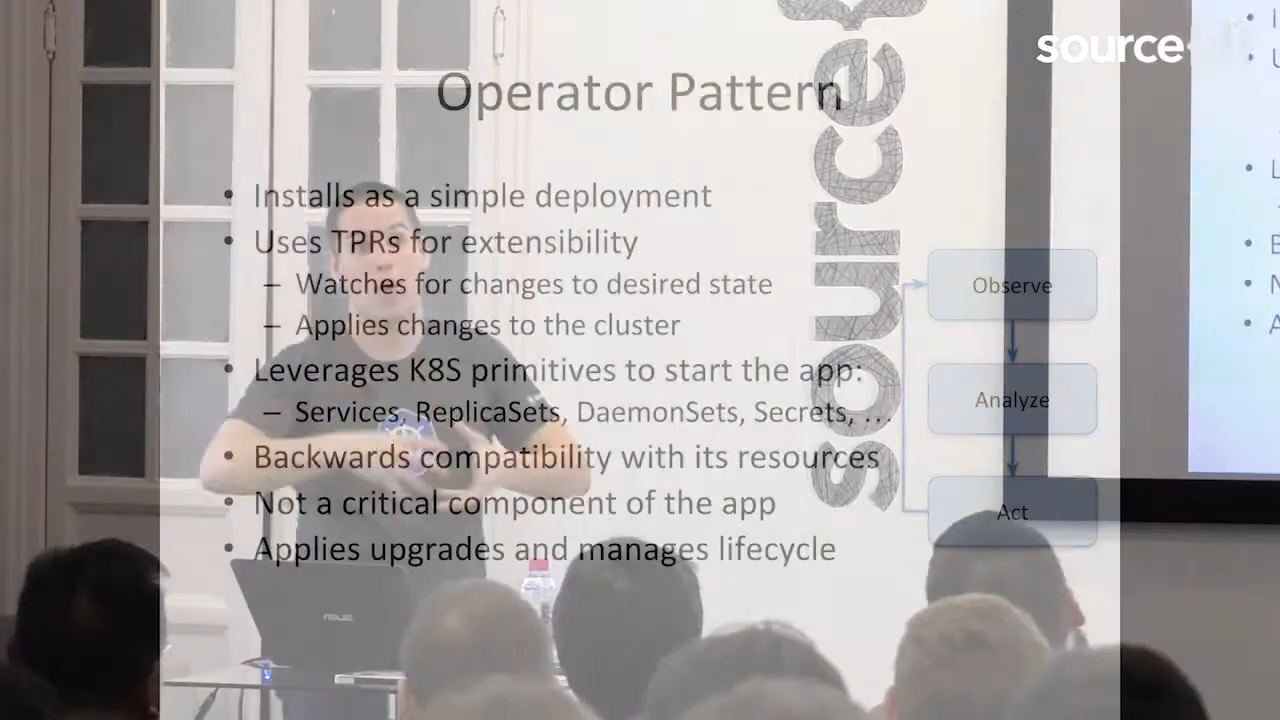 source
Operator Pattern
• Installs as a simple deployment
• Uses TPRs for extensibility
– Watches for changes to desired state
– Applies changes to the cluster
• Leverages K8S primitives to start the app:
– Services, ReplicaSets, DaemonSets, Secrets, ...
• Backwards compatibility with its resources
• Not a critical component of the app
• Applies upgrades and manages lifecycle
Observe
Analyze
Act
source{
ASUS